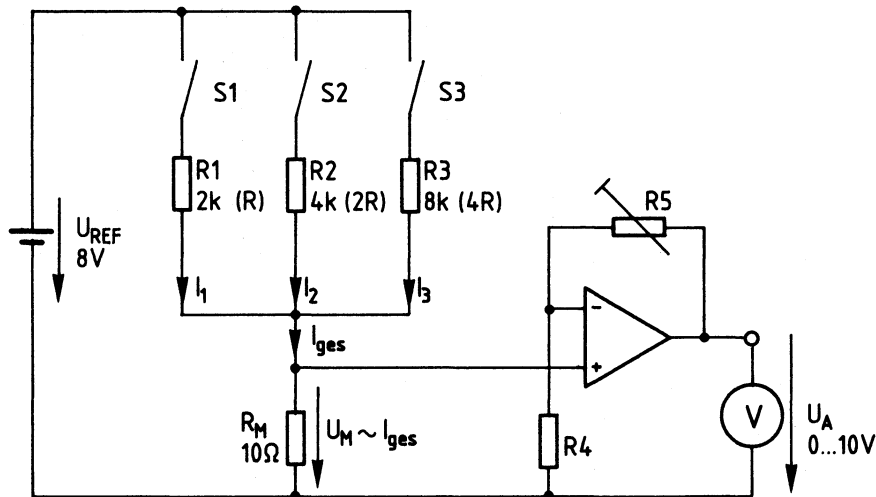 S1
S2
S3
R1
2k (R)
R2
4k (2R)
R3
8k (4R)
R5
U_REF
8V
I_1
I_2
I_3
I_ges
-
+
R_M
10Ω
U_M ~ I_ges
R4
V
U_A
0...10V